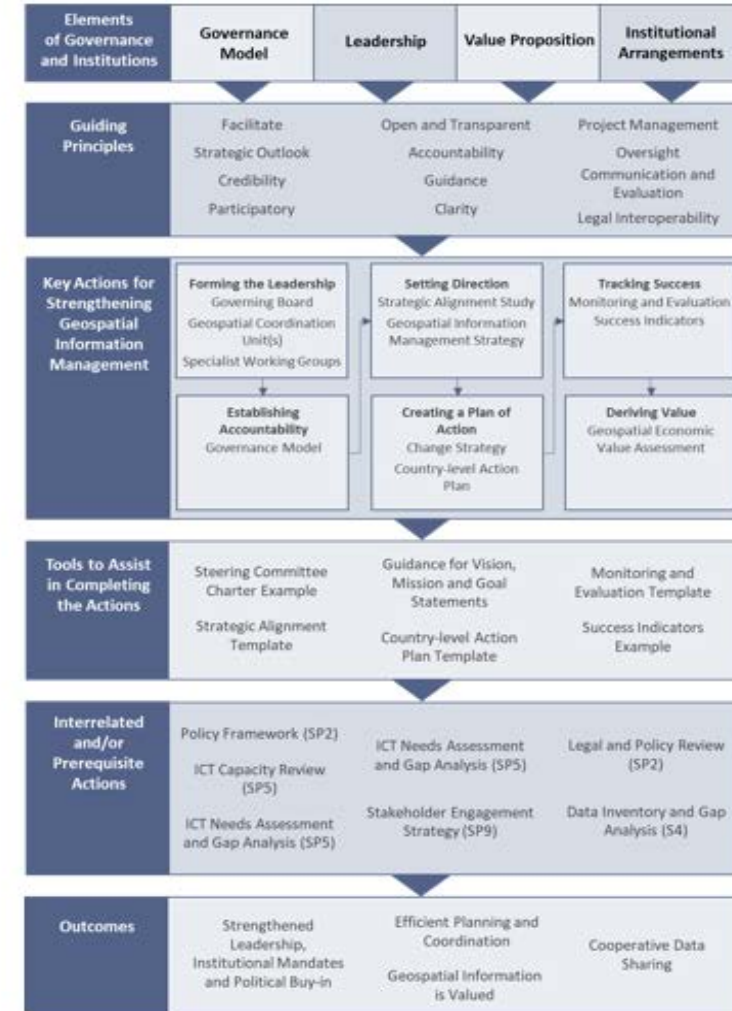 Elements
of Governance
and Institutions
Governance
Model
Leadership
Value Proposition
Institutional
Arrangements
Guiding
Principles
Facilitate
Strategic Outlook
Credibility
Participatory
Open and Transparent
Accountability
Guidance
Clarity
Project Management
Oversight
Communication and
Evaluation
Legal Interoperability
Key Actions for
Strengthening
Geospatial
Information
Management
Forming the Leadership
Governing Board
Geospatial Coordination
Unit(s)
Specialist Working Groups
Establishing
Accountability
Governance Model
Setting Direction
Strategic Alignment Study
Geospatial Information
Management Strategy
Creating a Plan of
Action
Change Strategy
Country-level Action
Plan
Tracking Success
Monitoring and Evaluation
Success Indicators
Deriving Value
Geospatial Economic
Value Assessment
Tools to Assist
in Completing
the Actions
Steering Committee
Charter Example
Strategic Alignment
Template
Guidance for Vision,
Mission and Goal
Statements
Country-level Action
Plan Template
Monitoring and
Evaluation Template
Success Indicators
Example
Interrelated
and/or
Prerequisite
Actions
Policy Framework (SP2)
ICT Capacity Review
(SP5)
ICT Needs Assessment
and Gap Analysis (SP5)
ICT Needs Assessment
and Gap Analysis (SP5)
Stakeholder Engagement
Strategy (SP9)
Legal and Policy Review
(SP2)
Data Inventory and Gap
Analysis (S4)
Outcomes
Strengthened
Leadership,
Institutional Mandates
and Political Buy-in
Efficient Planning and
Coordination
Geospatial Information
is Valued
Cooperative Data
Sharing